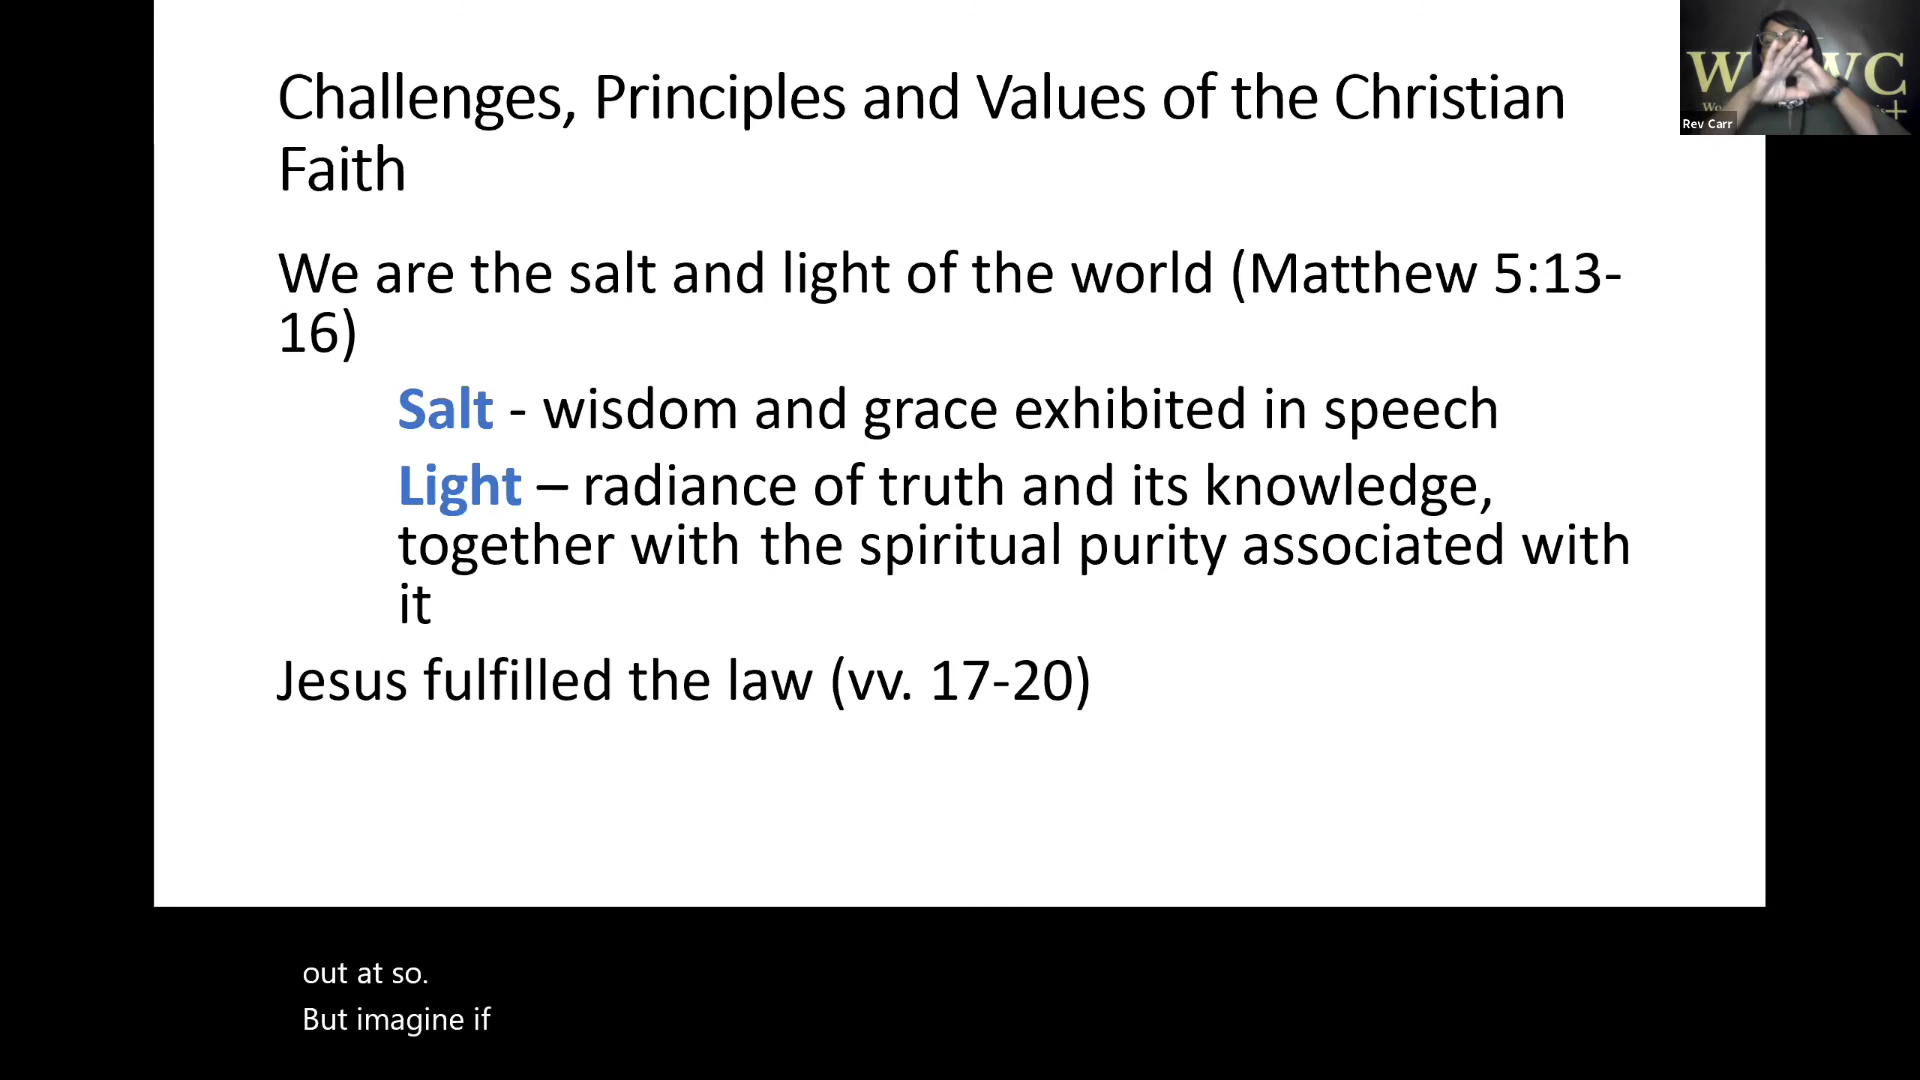 Challenges, Principles and Values of the Christian
Faith
We are the salt and light of the world (Matthew 5:13-
16)
Salt - wisdom and grace exhibited in speech
Light – radiance of truth and its knowledge,
together with the spiritual purity associated with
it
Jesus fulfilled the law (vv. 17-20)
Rev Carr
out at so.
But imagine if